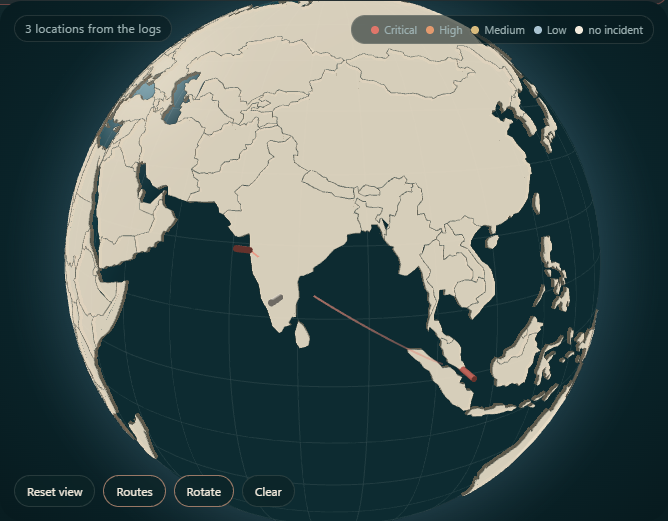 3 locations from the logs
Critical High Medium Low no incident
Reset view Routes Rotate Clear